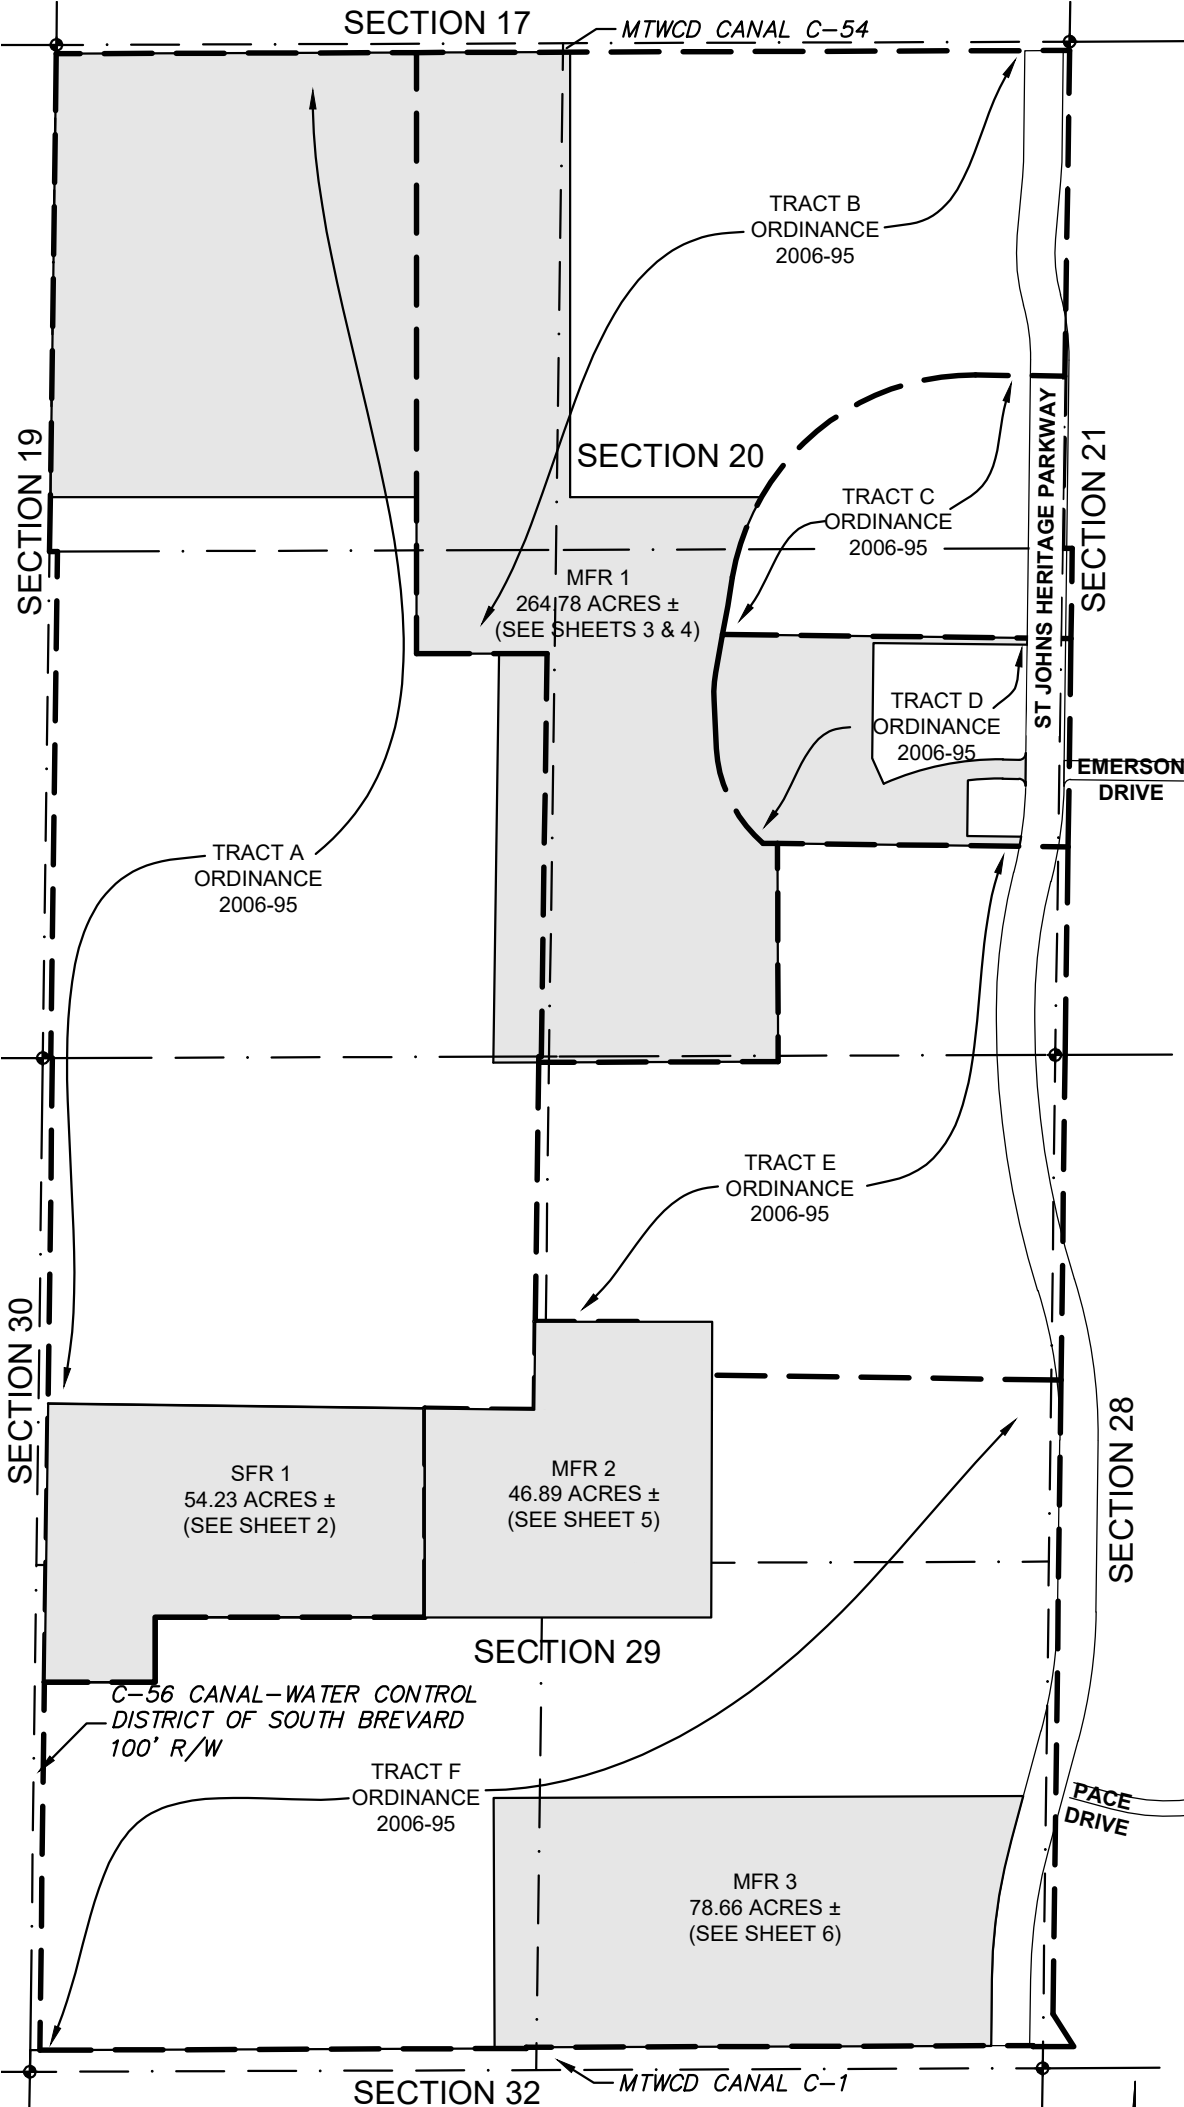 SECTION 17
MTWCD CANAL C-54
TRACT B
ORDINANCE
2006-95
SECTION 19
SECTION 20
SECTION 21
ST JOHNS HERITAGE PARKWAY
TRACT C
ORDINANCE
2006-95
MFR 1
264.78 ACRES ±
(SEE SHEETS 3 & 4)
TRACT D
ORDINANCE
2006-95
EMERSON
DRIVE
TRACT A
ORDINANCE
2006-95
TRACT E
ORDINANCE
2006-95
SECTION 30
SECTION 28
SFR 1
54.23 ACRES ±
(SEE SHEET 2)
MFR 2
46.89 ACRES ±
(SEE SHEET 5)
SECTION 29
C-56 CANAL-WATER CONTROL
DISTRICT OF SOUTH BREVARD
100' R/W
TRACT F
ORDINANCE
2006-95
PACE
DRIVE
MFR 3
78.66 ACRES ±
(SEE SHEET 6)
MTWCD CANAL C-1
SECTION 32